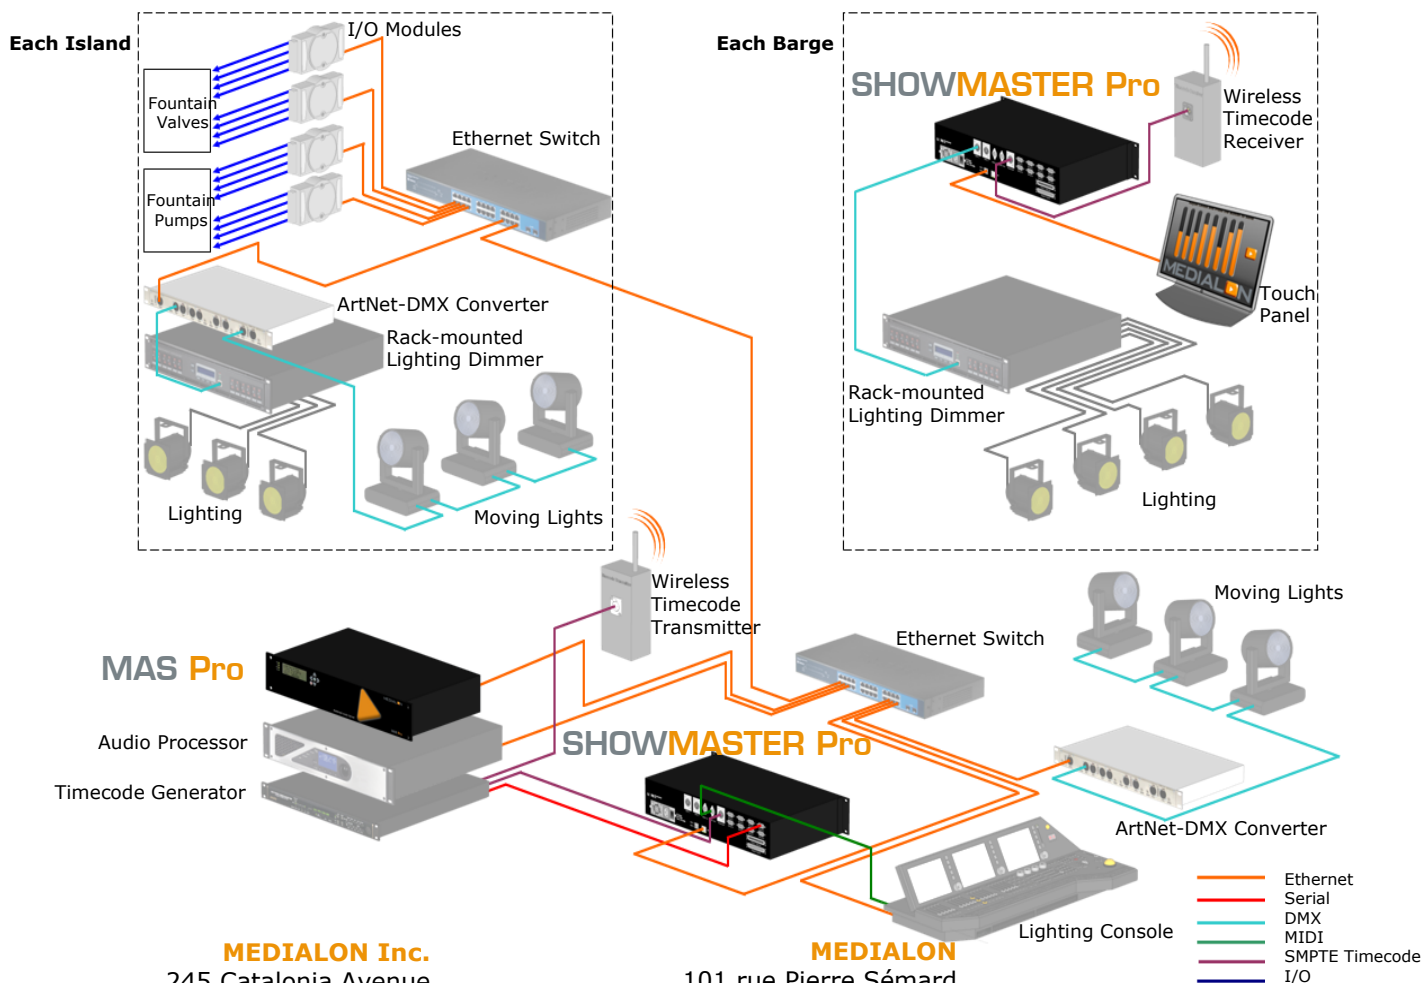 Each Island
I/O Modules
Fountain
Valves
Fountain
Pumps
Ethernet Switch
ArtNet-DMX Converter
Rack-mounted
Lighting Dimmer
Lighting
Moving Lights
Each Barge
SHOWMASTER Pro
Wireless
Timecode
Receiver
MEDIALON
Touch
Panel
Rack-mounted
Lighting Dimmer
Lighting
Wireless
Timecode
Transmitter
MAS Pro
Audio Processor
Timecode Generator
SHOWMASTER Pro
Ethernet Switch
Moving Lights
ArtNet-DMX Converter
Lighting Console
Ethernet
Serial
DMX
MIDI
SMPTE Timecode
I/O
MEDIALON Inc.
245 Catalonia Avenue
MEDIALON
101 rue Pierre Sémard